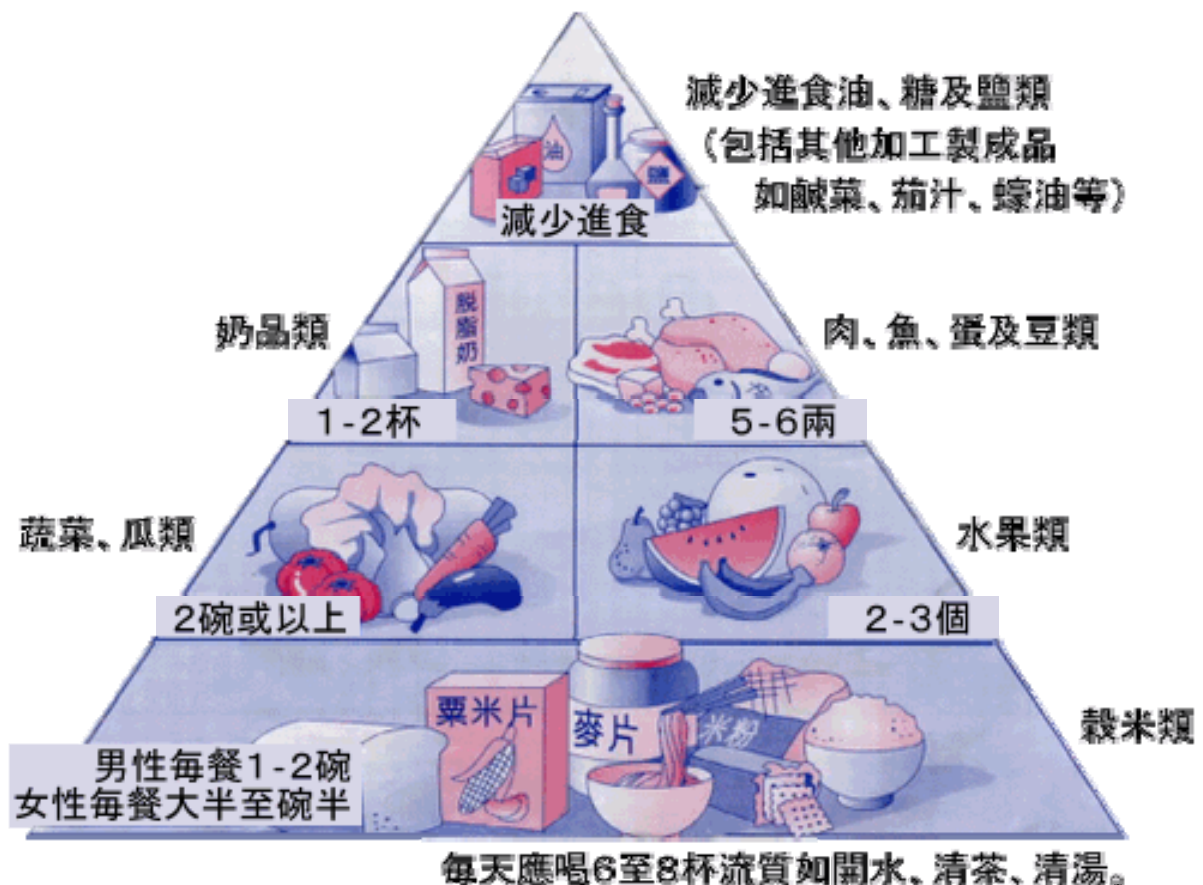 減少進食油、糖及鹽類
（包括其他加工製成品
如鹹菜、茄汁、蠔油等）
油
鹽
減少進食
奶品類
脱脂奶
肉、魚、蛋及豆類
1-2杯
5-6兩
蔬菜、瓜類
水果類
2碗或以上
2-3個
粟米片
麥片
米粉
穀米類
男性每餐1-2碗
女性每餐大半至碗半
每天應喝6至8杯流質如開水、清茶、清湯。